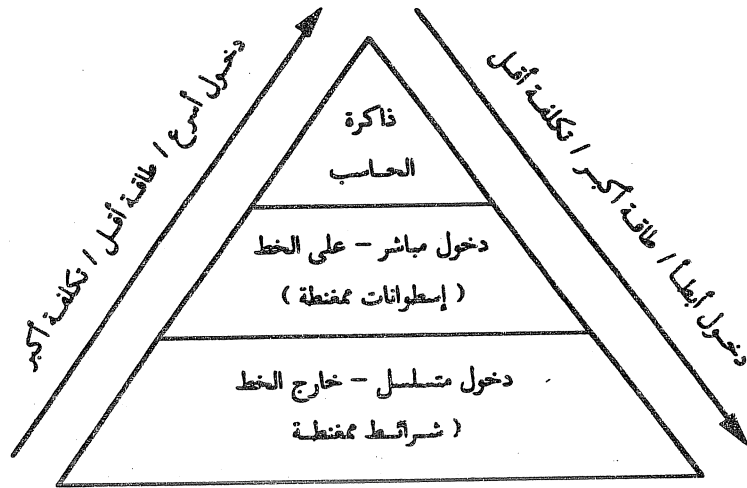 دخول أسرع / طاقة أقل / تكلفة أكبر
دخول أبطأ / طاقة أكبر / تكلفة أقل
ذاكرة
الحاسب
دخول مباشر – على الخط
( إسطوانات ممغنطة )
دخول متسلسل – خارج الخط
( شرائط ممغنطة